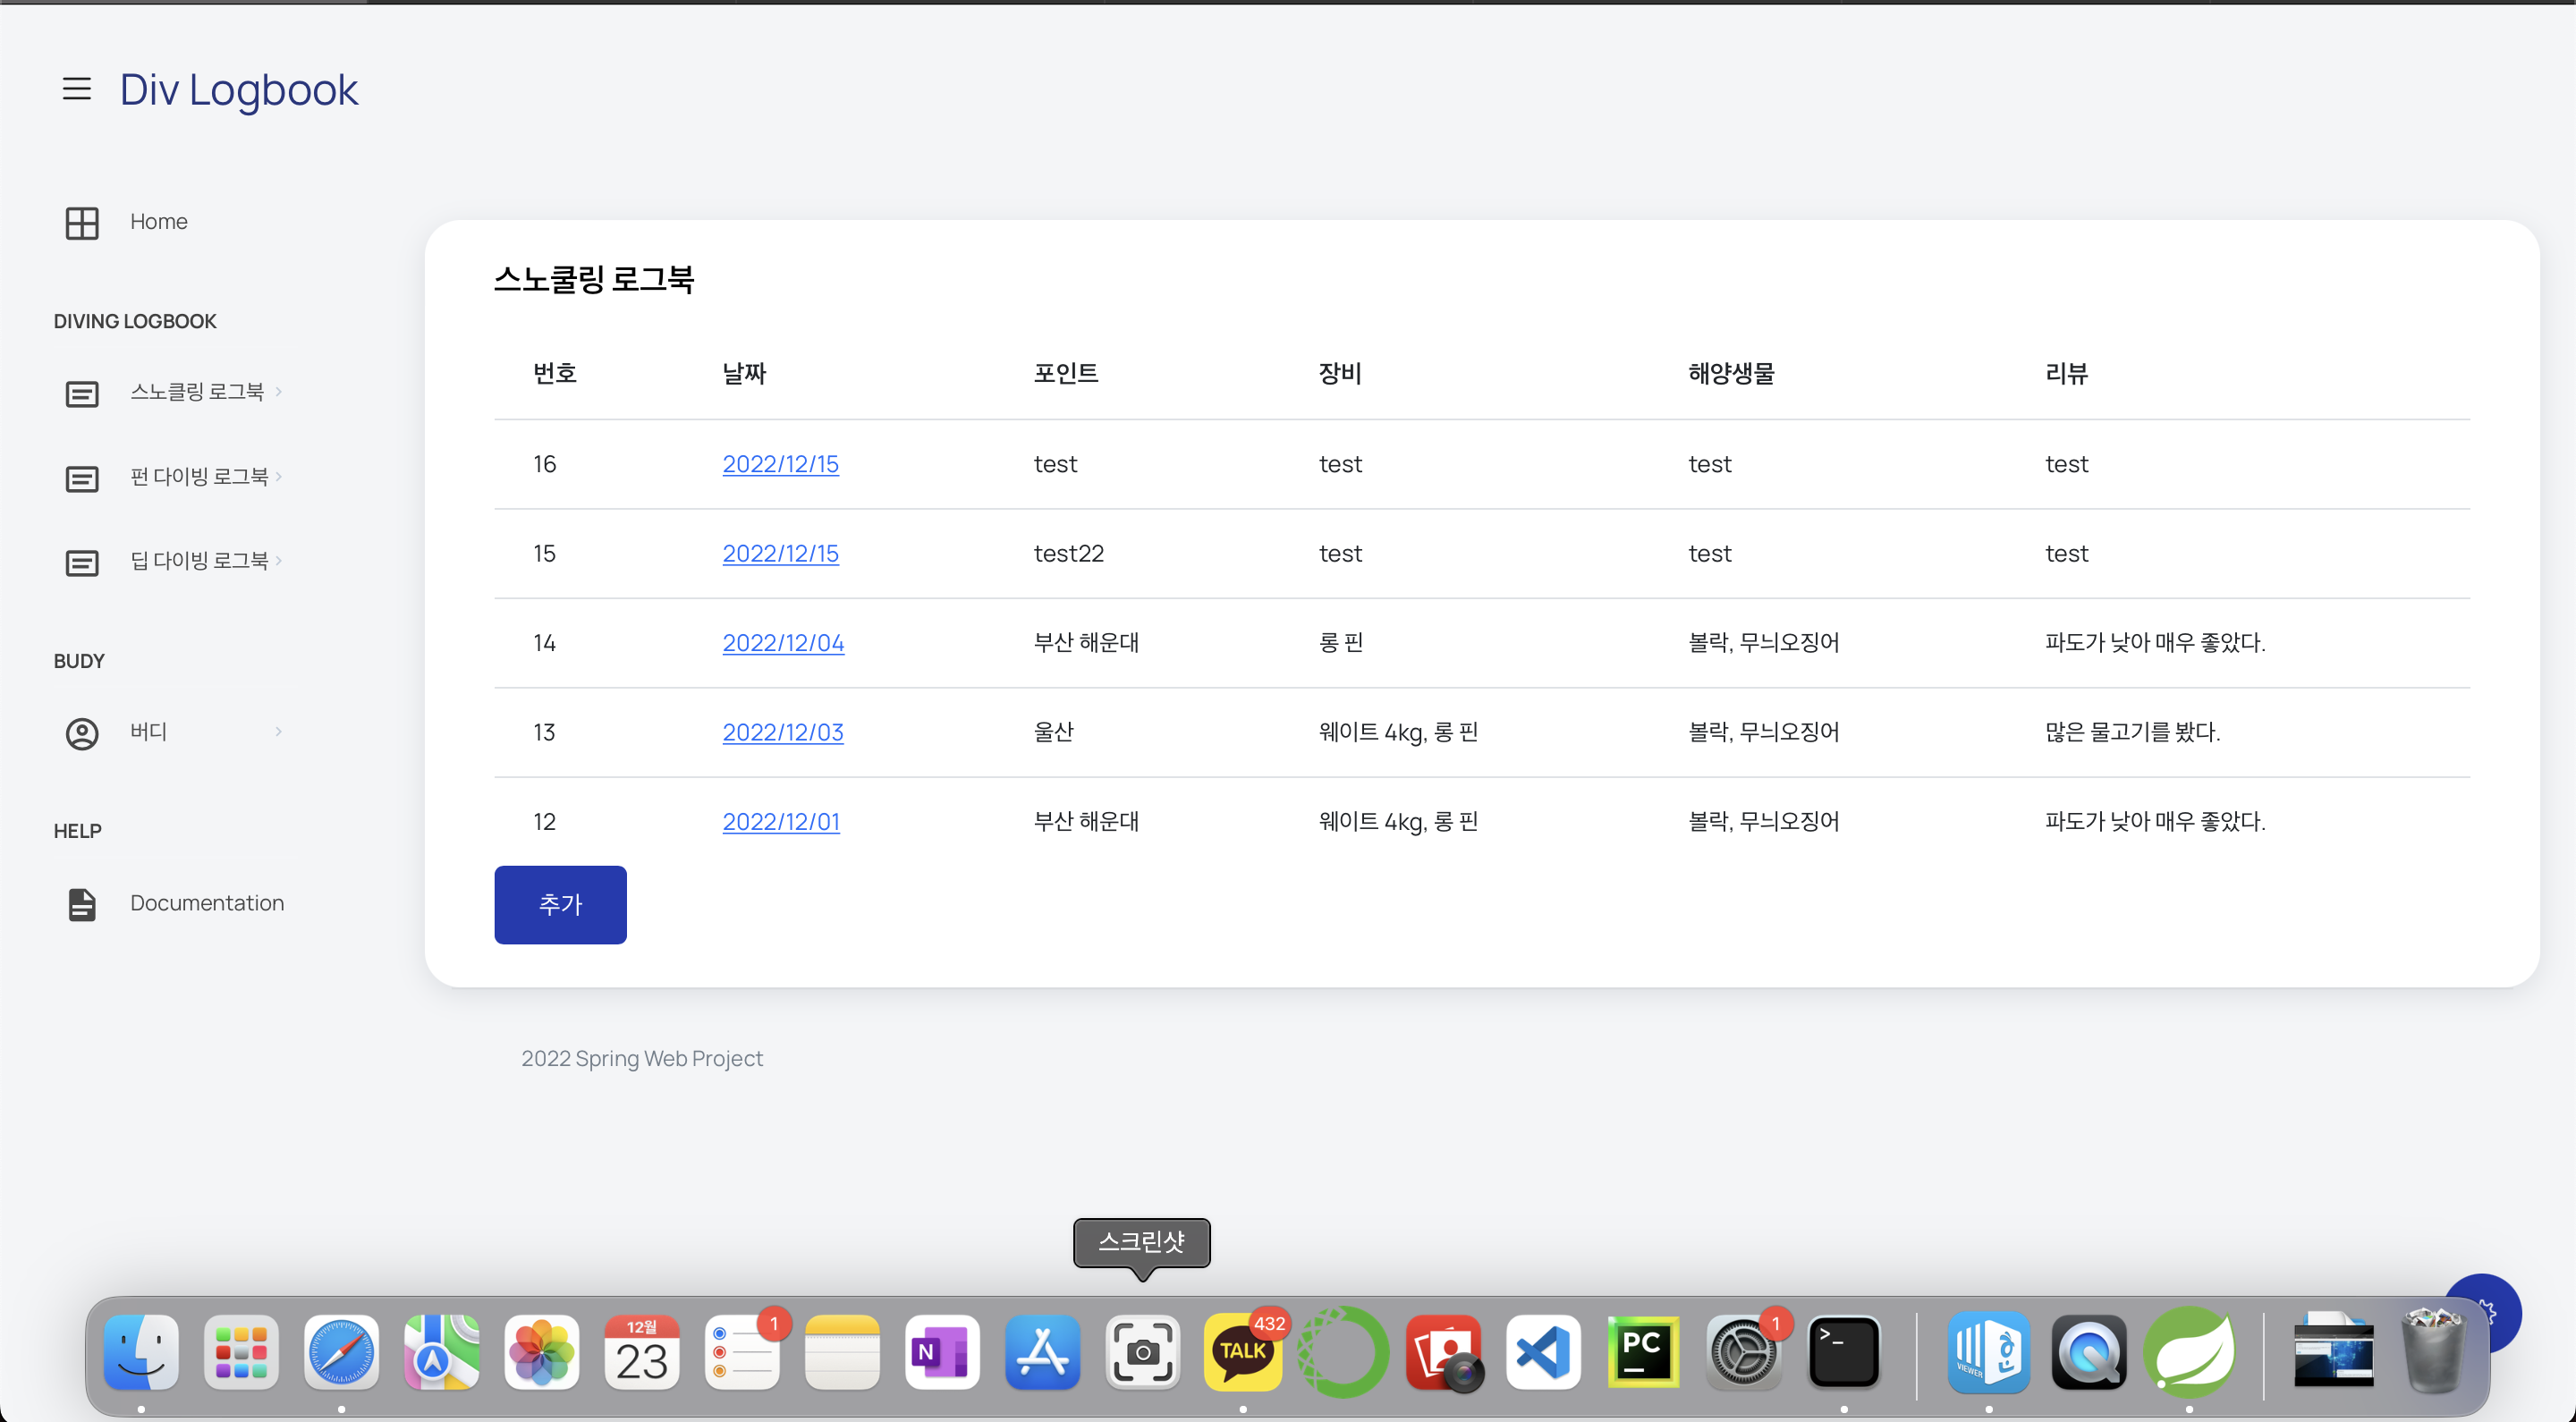 Div Logbook
Home
DIVING LOGBOOK
스노클링 로그북
펀 다이빙 로그북
딥 다이빙 로그북
BUDY
버디
HELP
Documentation
스노쿨링 로그북
번호 날짜 포인트 장비 해양생물 리뷰
16 2022/12/15 test test test test
15 2022/12/15 test22 test test test
14 2022/12/04 부산 해운대 롱 핀 볼락, 무늬오징어 파도가 낮아 매우 좋았다.
13 2022/12/03 울산 웨이트 4kg, 롱 핀 볼락, 무늬오징어 많은 물고기를 봤다.
12 2022/12/01 부산 해운대 웨이트 4kg, 롱 핀 볼락, 무늬오징어 파도가 낮아 매우 좋았다.
추가
2022 Spring Web Project
스크린샷
12월
23
1
N
432
TALK
PC
1
>_
VIEWER